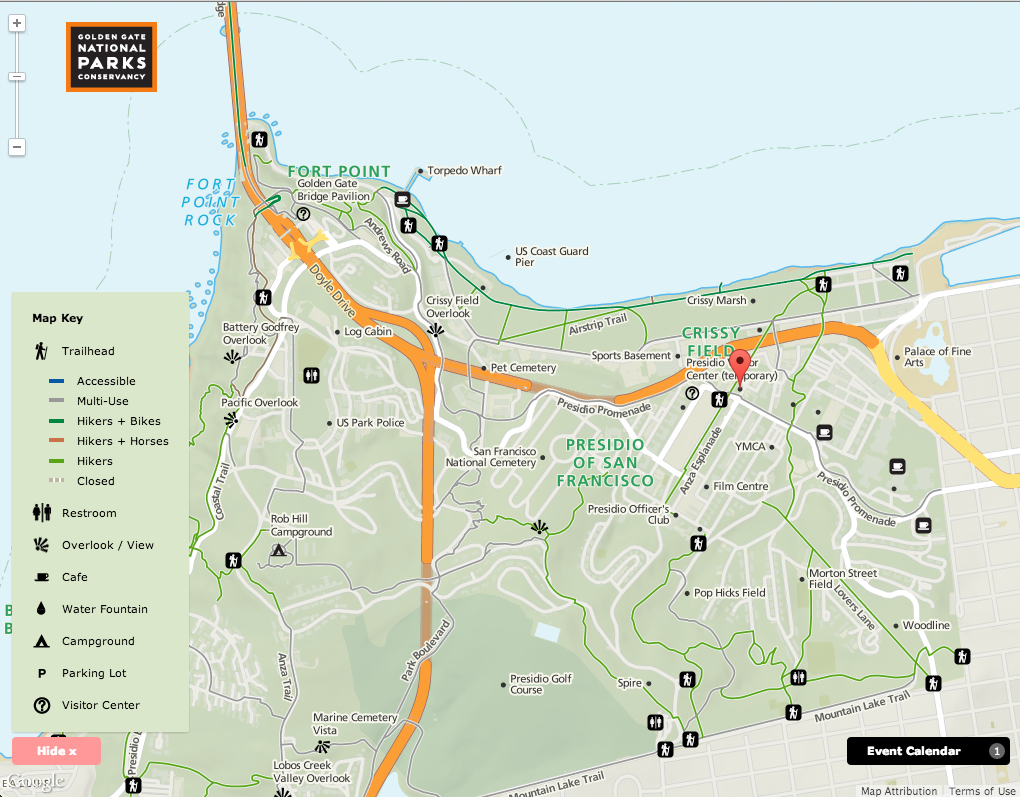 GOLDEN GATE
NATIONAL
PARKS
CONSERVANCY
FORT POINT
Torpedo Wharf
FORT
POINT
ROCK
Golden Gate
Bridge Pavilion
Andrews Road
US Coast Guard
Pier
Doyle Drive
Crissy Field
Overlook
Crissy Marsh
Airstrip Trail
Map Key
Trailhead
Accessible
Multi-Use
Hikers + Bikes
Hikers + Horses
Hikers
Closed
Restroom
Overlook / View
Cafe
Water Fountain
Campground
P
Parking Lot
Visitor Center
Hide x
Battery Godfrey
Overlook
Log Cabin
CRISSY
FIELD
Sports Basement
Presidio
Center (temporary)
Palace of Fine
Arts
Pet Cemetery
Pacific Overlook
US Park Police
Presidio Promenade
PRESIDIO
OF SAN
FRANCISCO
San Francisco
National Cemetery
YMCA
Anza Esplanade
Film Centre
Presidio Promenade
Coastal Trail
Rob Hill
Campground
Presidio Officer's
Club
Morton Street
Field
Pop Hicks Field
Lovers Lane
Woodline
Park Boulevard
Anza Trail
Presidio Golf
Course
Spire
Mountain Lake Trail
Marine Cemetery
Vista
Lobos Creek
Valley Overlook
Mountain Lake Trail
Event Calendar
1
Google
Map Attribution
Terms of Use